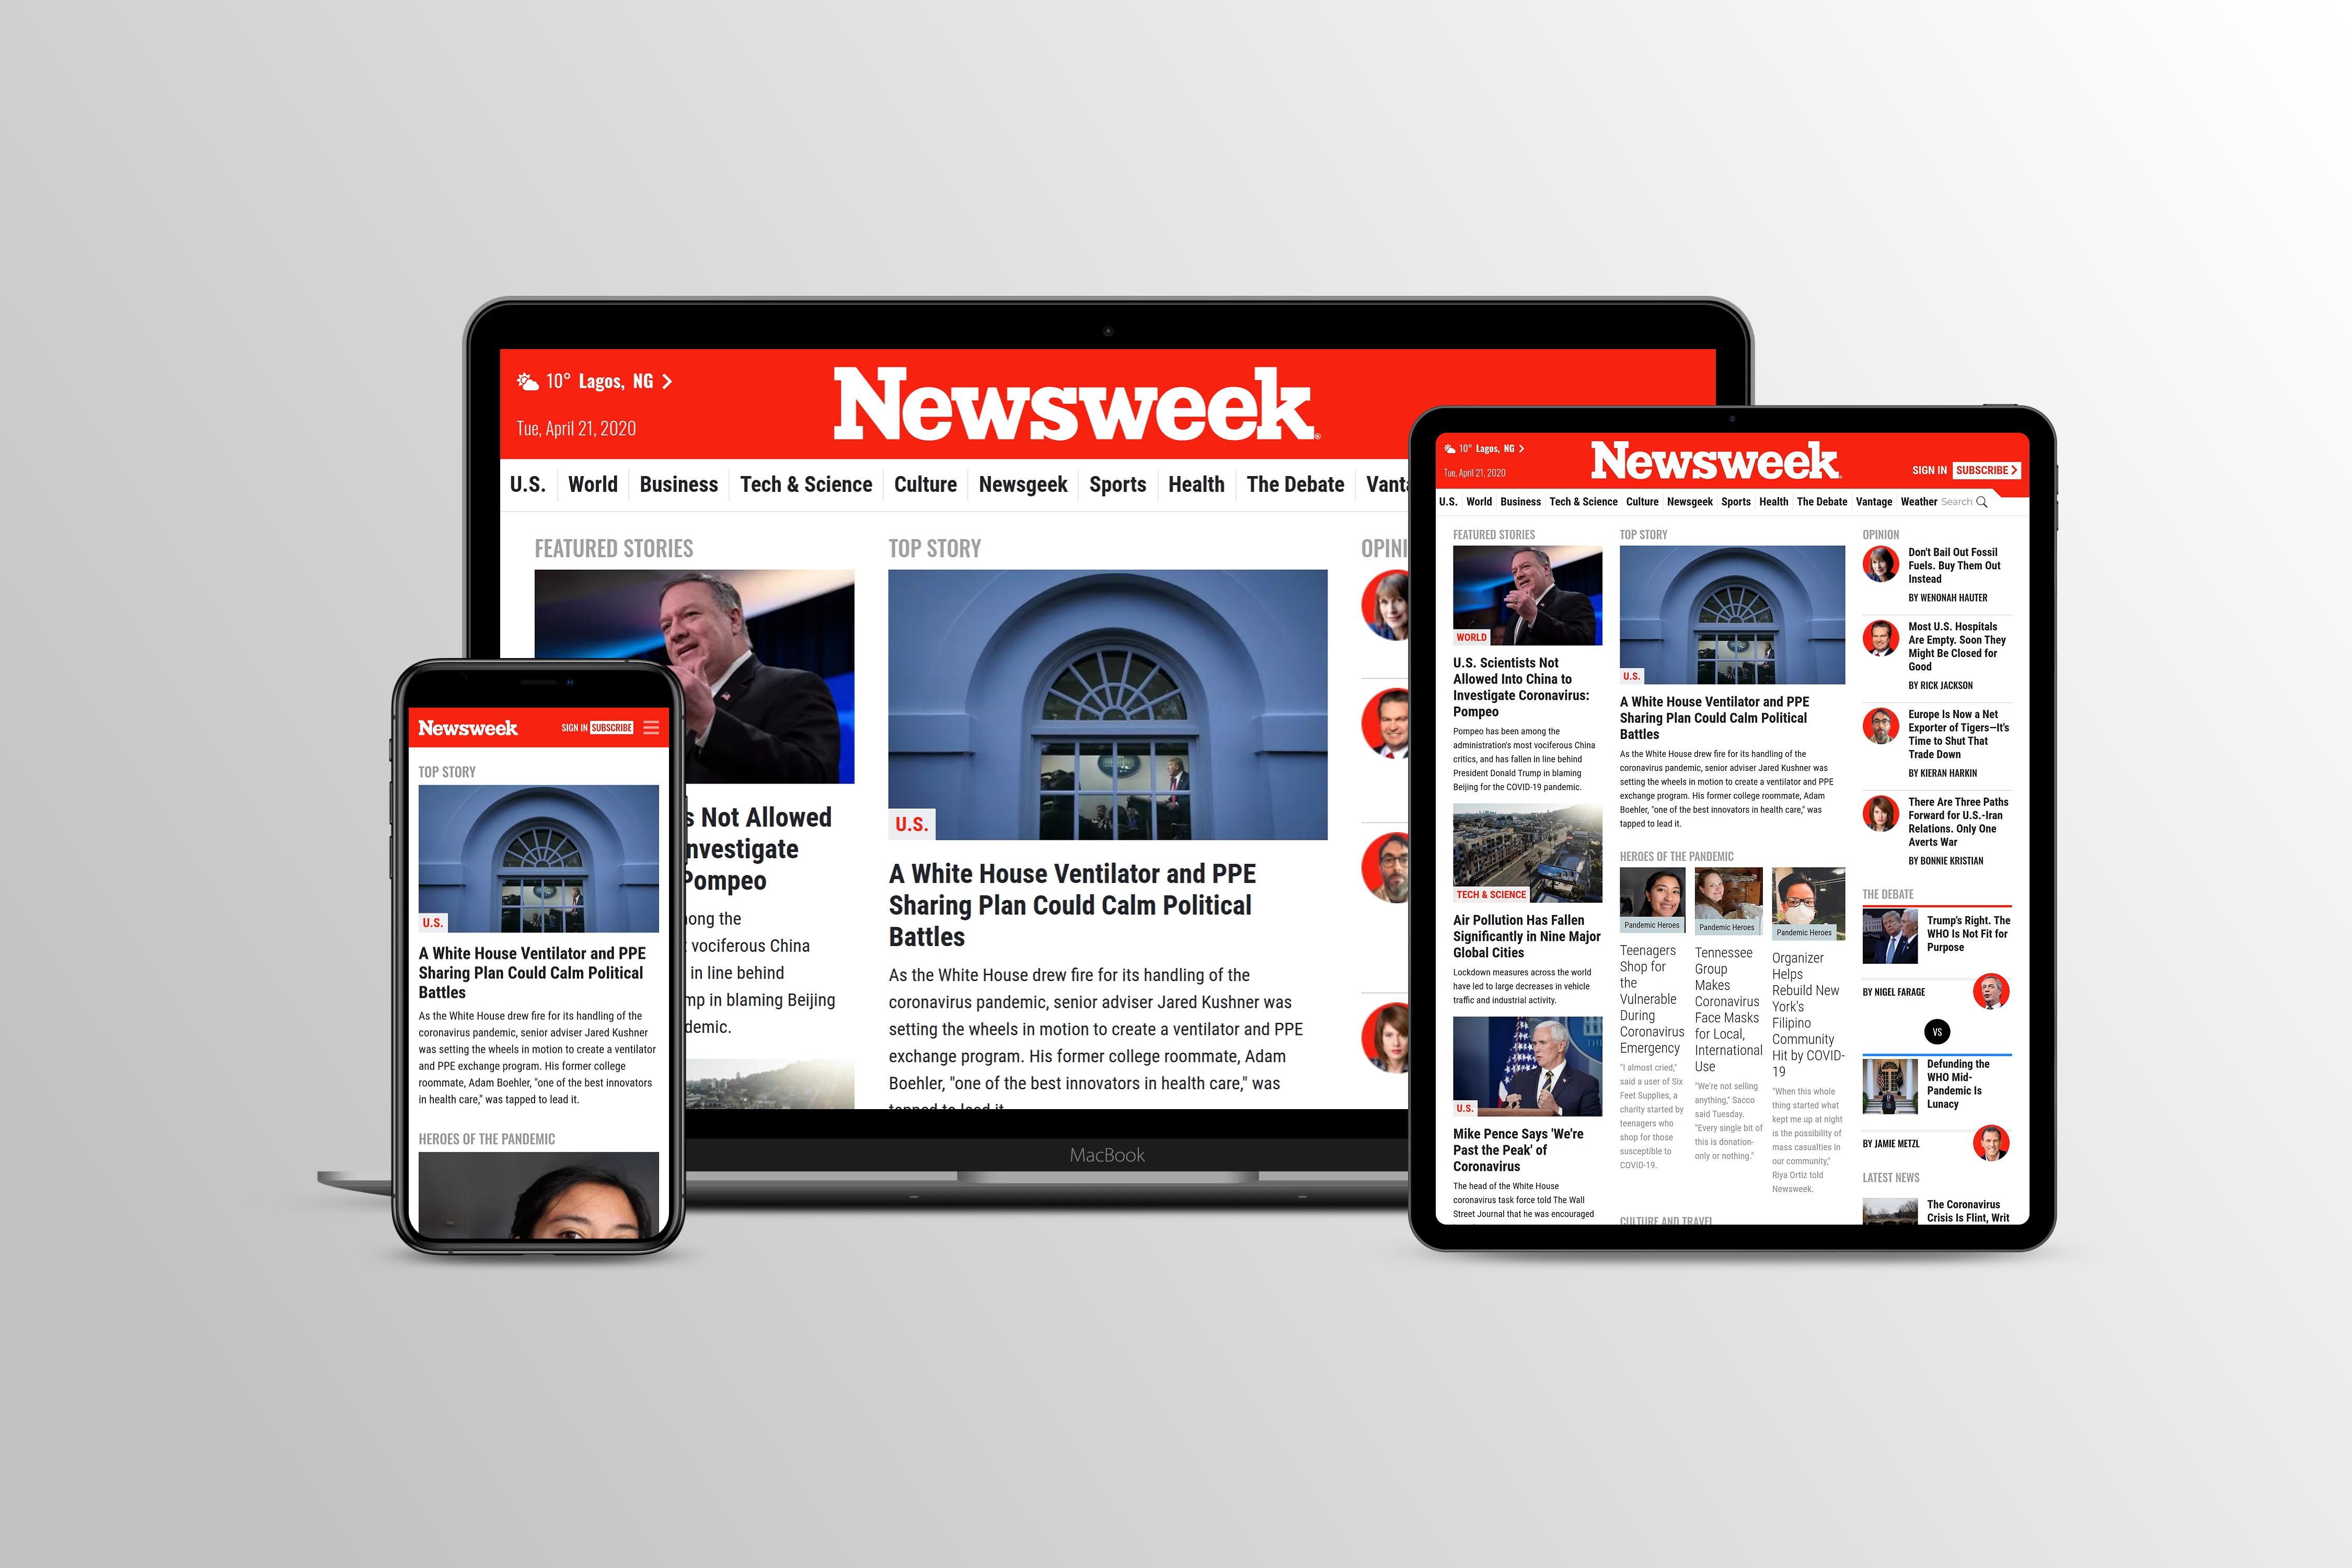 10° Lagos, NG
Tue, April 21, 2020
Newsweek
U.S. World Business Tech & Science Culture Newsgeek Sports Health The Debate
FEATURED STORIES
s Not Allowed
nvestigate
Pompeo
ong the
vociferous China
in line behind
mp in blaming Beijing
demic.
TOP STORY
U.S.
A White House Ventilator and PPE
Sharing Plan Could Calm Political
Battles
As the White House drew fire for its handling of the
coronavirus pandemic, senior adviser Jared Kushner was
setting the wheels in motion to create a ventilator and PPE
exchange program. His former college roommate, Adam
Boehler, "one of the best innovators in health care," was
tapped to lead it.
OPINI
MacBook
Newsweek
SIGN IN SUBSCRIBE
TOP STORY
U.S.
A White House Ventilator and PPE
Sharing Plan Could Calm Political
Battles
As the White House drew fire for its handling of the
coronavirus pandemic, senior adviser Jared Kushner
was setting the wheels in motion to create a ventilator
and PPE exchange program. His former college
roommate, Adam Boehler, "one of the best innovators
in health care," was tapped to lead it.
HEROES OF THE PANDEMIC
10° Lagos, NG
Tue, April 21, 2020
Newsweek
SIGN IN SUBSCRIBE
U.S. World Business Tech & Science Culture Newsgeek Sports Health The Debate Vantage Weather Search
FEATURED STORIES
WORLD
U.S. Scientists Not
Allowed Into China to
Investigate Coronavirus:
Pompeo
Pompeo has been among the
administration's most vociferous China
critics, and has fallen in line behind
President Donald Trump in blaming
Beijing for the COVID-19 pandemic.
TECH & SCIENCE
Air Pollution Has Fallen
Significantly in Nine Major
Global Cities
Lockdown measures across the world
have led to large decreases in vehicle
traffic and industrial activity.
U.S.
Mike Pence Says 'We're
Past the Peak' of
Coronavirus
The head of the White House
coronavirus task force told The Wall
Street Journal that he was encouraged
TOP STORY
U.S.
A White House Ventilator and PPE
Sharing Plan Could Calm Political
Battles
As the White House drew fire for its handling of the
coronavirus pandemic, senior adviser Jared Kushner was
setting the wheels in motion to create a ventilator and PPE
exchange program. His former college roommate, Adam
Boehler, "one of the best innovators in health care," was
tapped to lead it.
HEROES OF THE PANDEMIC
Pandemic Heroes
Teenagers
Shop for
the
Vulnerable
During
Coronavirus
Emergency
"I almost cried,"
said a user of Six
Feet Supplies, a
charity started by
teenagers who
shop for those
susceptible to
COVID-19.
Pandemic Heroes
Tennessee
Group
Makes
Coronavirus
Face Masks
for Local,
International
Use
"We're not selling
anything," Sacco
said Tuesday.
"Every single bit of
this is donation-
only or nothing."
Pandemic Heroes
Organizer
Helps
Rebuild New
York's
Filipino
Community
Hit by COVID-
19
"When this whole
thing started what
kept me up at night
is the possibility of
mass casualties in
our community,"
Riya Ortiz told
Newsweek.
CULTURE AND TRAVEL
OPINION
Don't Bail Out Fossil
Fuels. Buy Them Out
Instead
BY WENONAH HAUTER
Most U.S. Hospitals
Are Empty. Soon They
Might Be Closed for
Good
BY RICK JACKSON
Europe Is Now a Net
Exporter of Tigers—It's
Time to Shut That
Trade Down
BY KIERAN HARKIN
There Are Three Paths
Forward for U.S.-Iran
Relations. Only One
Averts War
BY BONNIE KRISTIAN
THE DEBATE
Trump's Right. The
WHO Is Not Fit for
Purpose
BY NIGEL FARAGE
VS
Defunding the
WHO Mid-
Pandemic Is
Lunacy
BY JAMIE METZL
LATEST NEWS
The Coronavirus
Crisis Is Flint, Writ